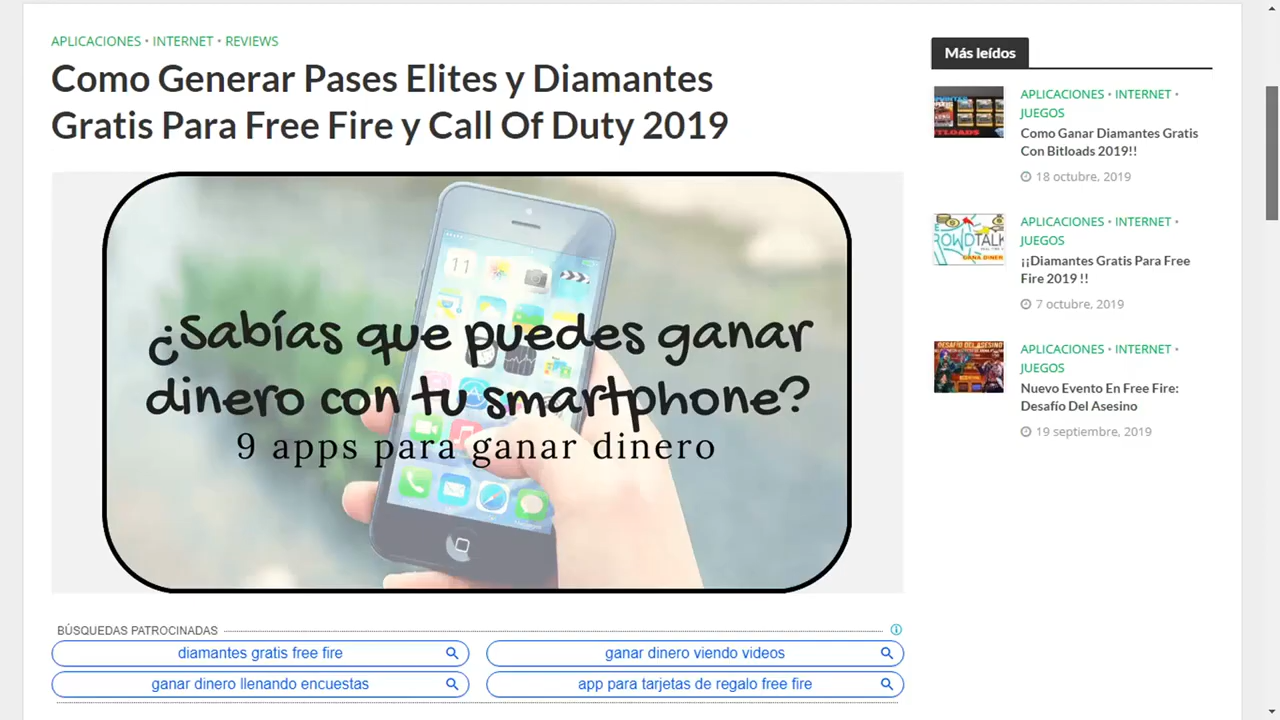 APLICACIONES • INTERNET • REVIEWS
Como Generar Pases Elites y Diamantes
Gratis Para Free Fire y Call Of Duty 2019
11
¿Sabías que puedes ganar
dinero con tu smartphone?
9 apps para ganar dinero
BÚSQUEDAS PATROCINADAS
diamantes gratis free fire
ganar dinero viendo videos
ganar dinero llenando encuestas
app para tarjetas de regalo free fire
Más leídos
APLICACIONES • INTERNET •
JUEGOS
Como Ganar Diamantes Gratis
Con Bitloads 2019!!
18 octubre, 2019
APLICACIONES • INTERNET •
JUEGOS
¡¡Diamantes Gratis Para Free
Fire 2019 !!
7 octubre, 2019
APLICACIONES • INTERNET •
JUEGOS
Nuevo Evento En Free Fire:
Desafío Del Asesino
19 septiembre, 2019